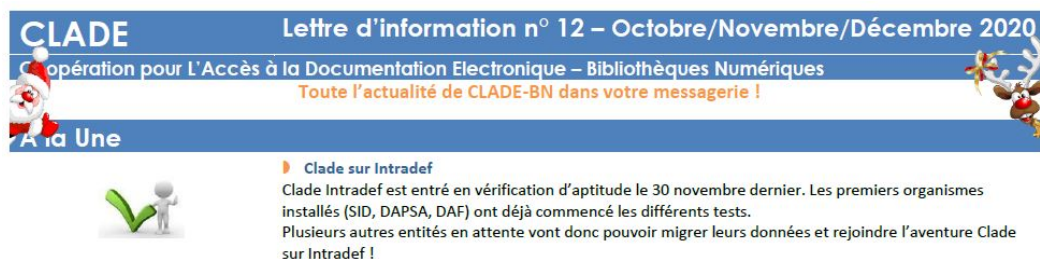 CLADE
Lettre d’information n° 12 – Octobre/Novembre/Décembre 2020
Coopération pour L’Accès à la Documentation Electronique – Bibliothèques Numériques
Toute l’actualité de CLADE-BN dans votre messagerie !
A la Une
Clade sur Intradef
Clade Intradef est entré en vérification d’aptitude le 30 novembre dernier. Les premiers organismes
installés (SID, DAPSA, DAF) ont déjà commencé les différents tests.
Plusieurs autres entités en attente vont donc pouvoir migrer leurs données et rejoindre l’aventure Clade
sur Intradef !